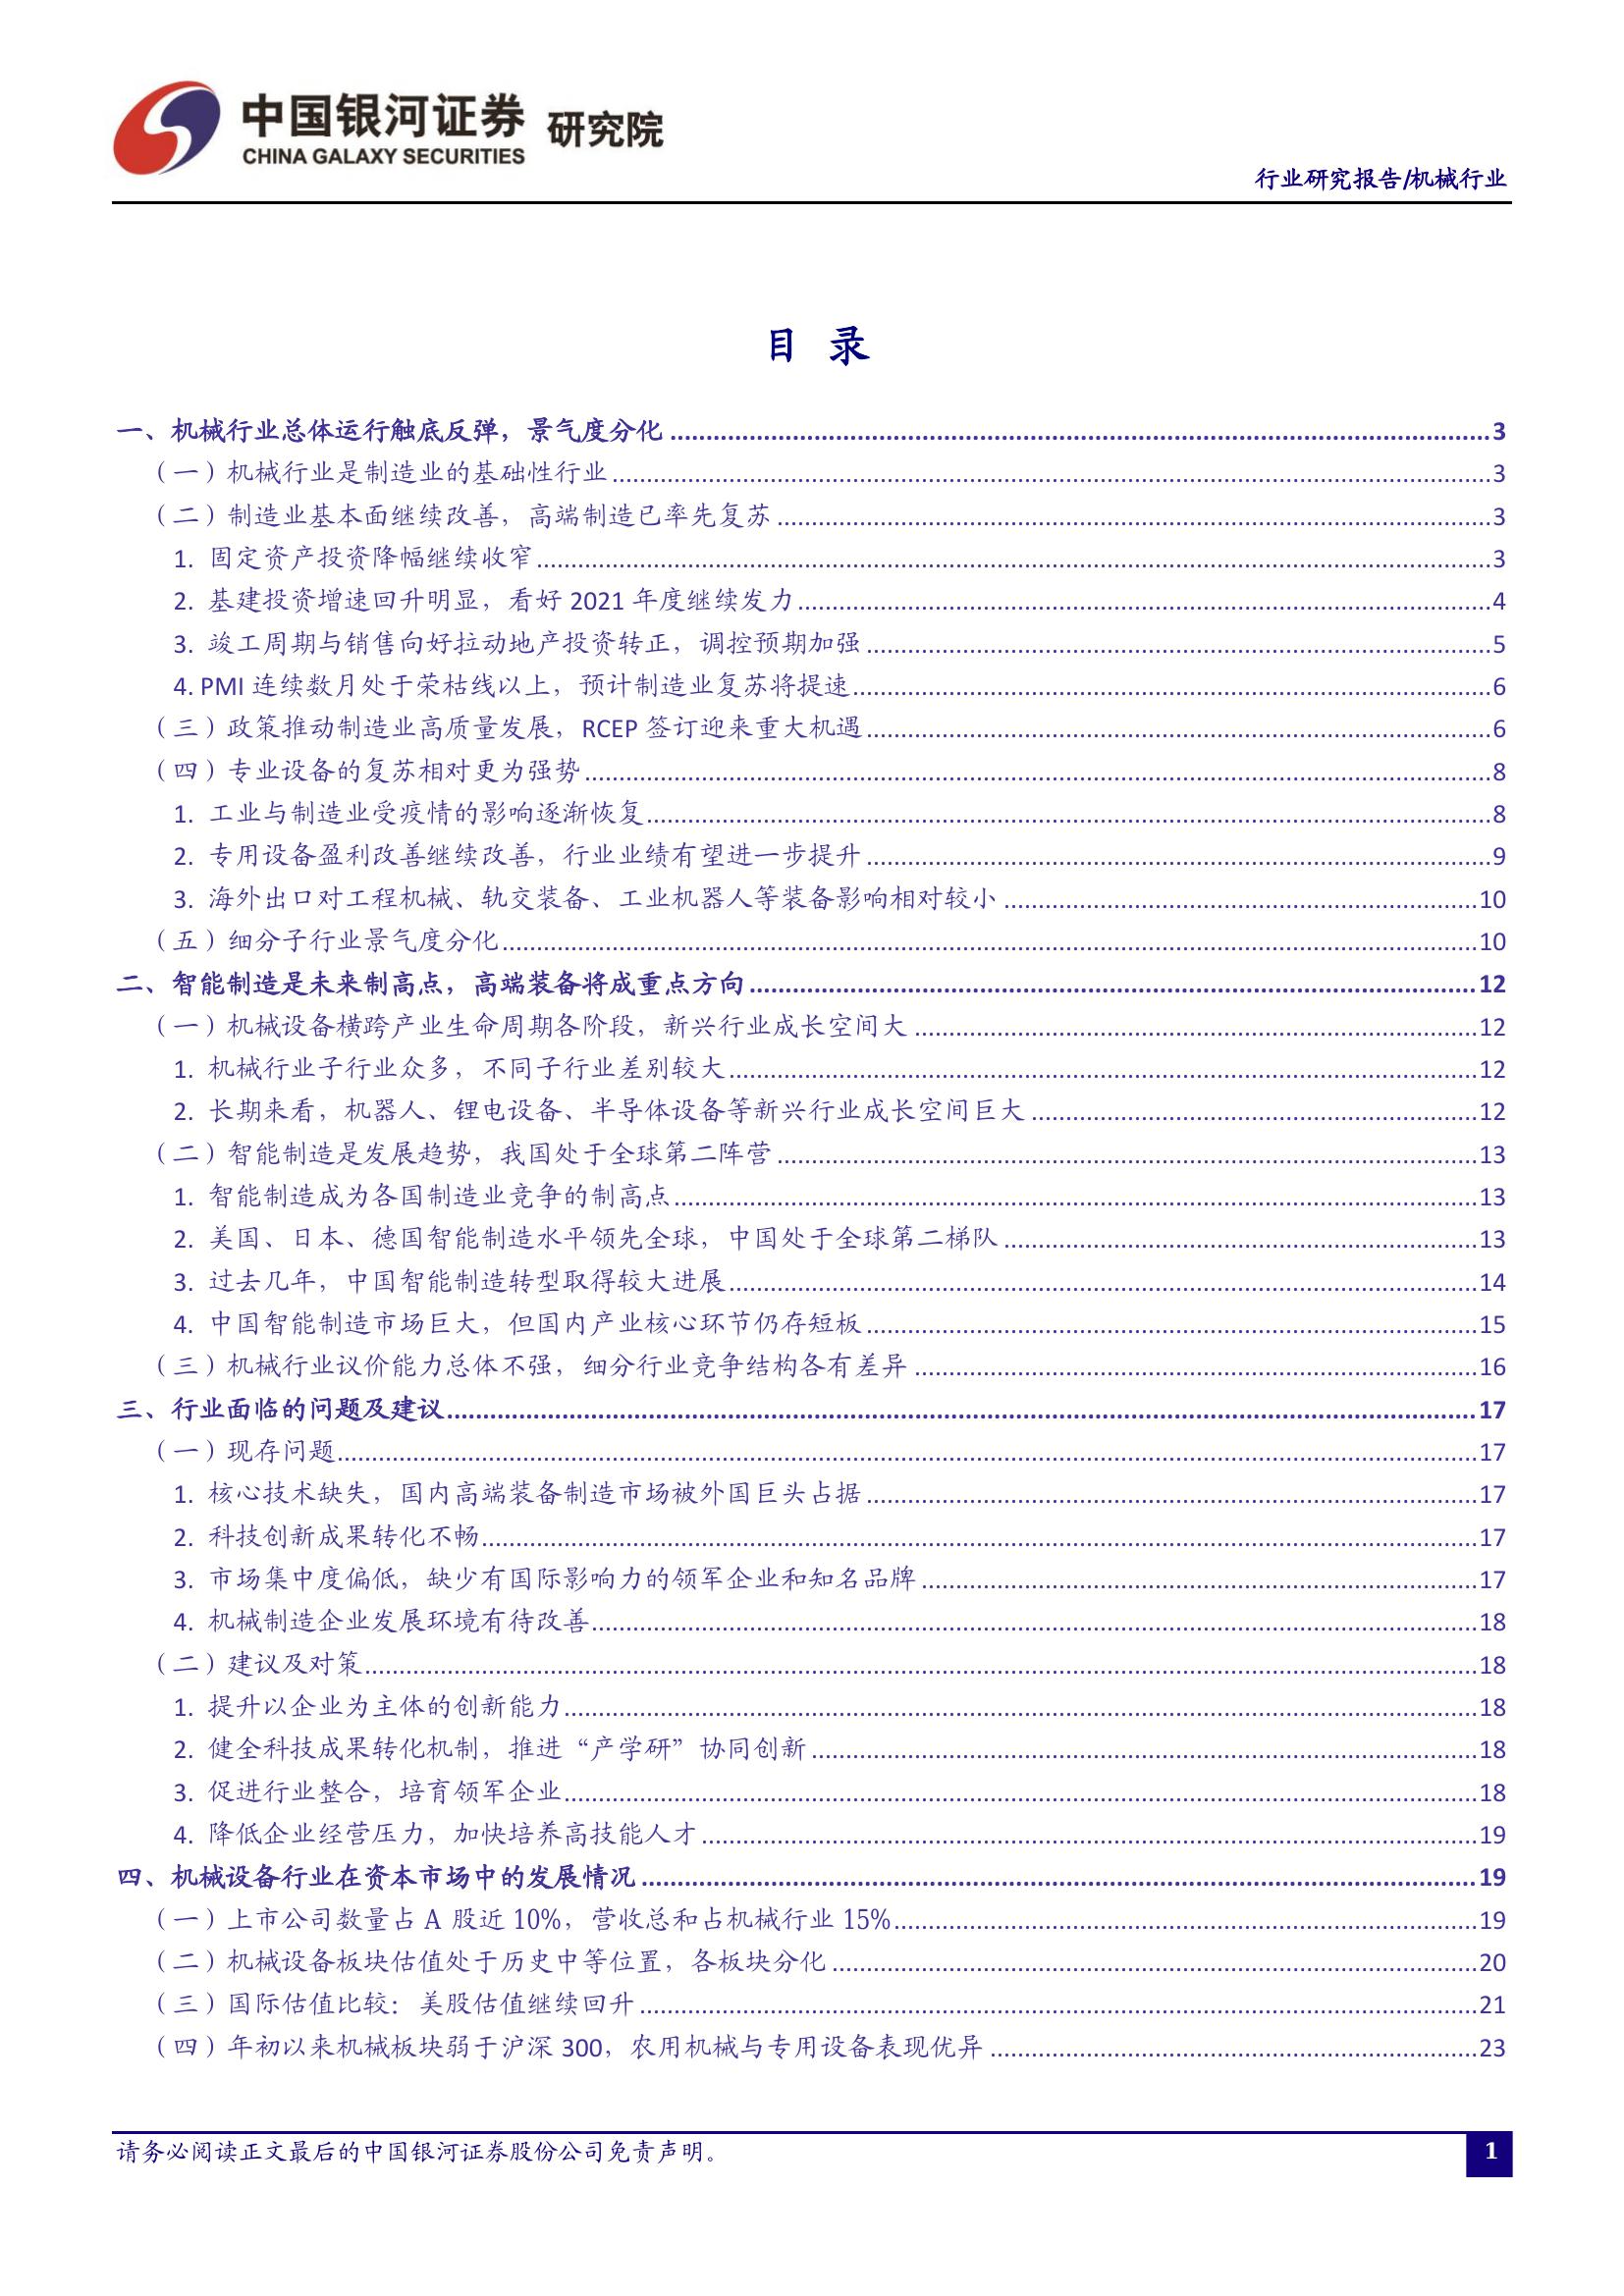 中国银河证券 研究院
CHINA GALAXY SECURITIES
行业研究报告/机械行业
目 录
一、机械行业总体运行触底反弹，景气度分化 3
（一）机械行业是制造业的基础性行业 3
（二）制造业基本面继续改善，高端制造已率先复苏 3
1. 固定资产投资降幅继续收窄 3
2. 基建投资增速回升明显，看好 2021 年度继续发力 4
3. 竣工周期与销售向好拉动地产投资转正，调控预期加强 5
4. PMI 连续数月处于荣枯线以上，预计制造业复苏将提速 6
（三）政策推动制造业高质量发展，RCEP 签订迎来重大机遇 6
（四）专业设备的复苏相对更为强势 8
1. 工业与制造业受疫情的影响逐渐恢复 8
2. 专用设备盈利改善继续改善，行业业绩有望进一步提升 9
3. 海外出口对工程机械、轨交装备、工业机器人等装备影响相对较小 10
（五）细分子行业景气度分化 10
二、智能制造是未来制高点，高端装备将成重点方向 12
（一）机械设备横跨产业生命周期各阶段，新兴行业成长空间大 12
1. 机械行业子行业众多，不同子行业差别较大 12
2. 长期来看，机器人、锂电设备、半导体设备等新兴行业成长空间巨大 12
（二）智能制造是发展趋势，我国处于全球第二阵营 13
1. 智能制造成为各国制造业竞争的制高点 13
2. 美国、日本、德国智能制造水平领先全球，中国处于全球第二梯队 13
3. 过去几年，中国智能制造转型取得较大进展 14
4. 中国智能制造市场巨大，但国内产业核心环节仍存短板 15
（三）机械行业议价能力总体不强，细分行业竞争结构各有差异 16
三、行业面临的问题及建议 17
（一）现存问题 17
1. 核心技术缺失，国内高端装备制造市场被外国巨头占据 17
2. 科技创新成果转化不畅 17
3. 市场集中度偏低，缺少有国际影响力的领军企业和知名品牌 17
4. 机械制造企业发展环境有待改善 18
（二）建议及对策 18
1. 提升以企业为主体的创新能力 18
2. 健全科技成果转化机制，推进“产学研”协同创新 18
3. 促进行业整合，培育领军企业 18
4. 降低企业经营压力，加快培养高技能人才 19
四、机械设备行业在资本市场中的发展情况 19
（一）上市公司数量占 A 股近 10%，营收总和占机械行业 15% 19
（二）机械设备板块估值处于历史中等位置，各板块分化 20
（三）国际估值比较：美股估值继续回升 21
（四）年初以来机械板块弱于沪深 300，农用机械与专用设备表现优异 23
请务必阅读正文最后的中国银河证券股份公司免责声明。 1